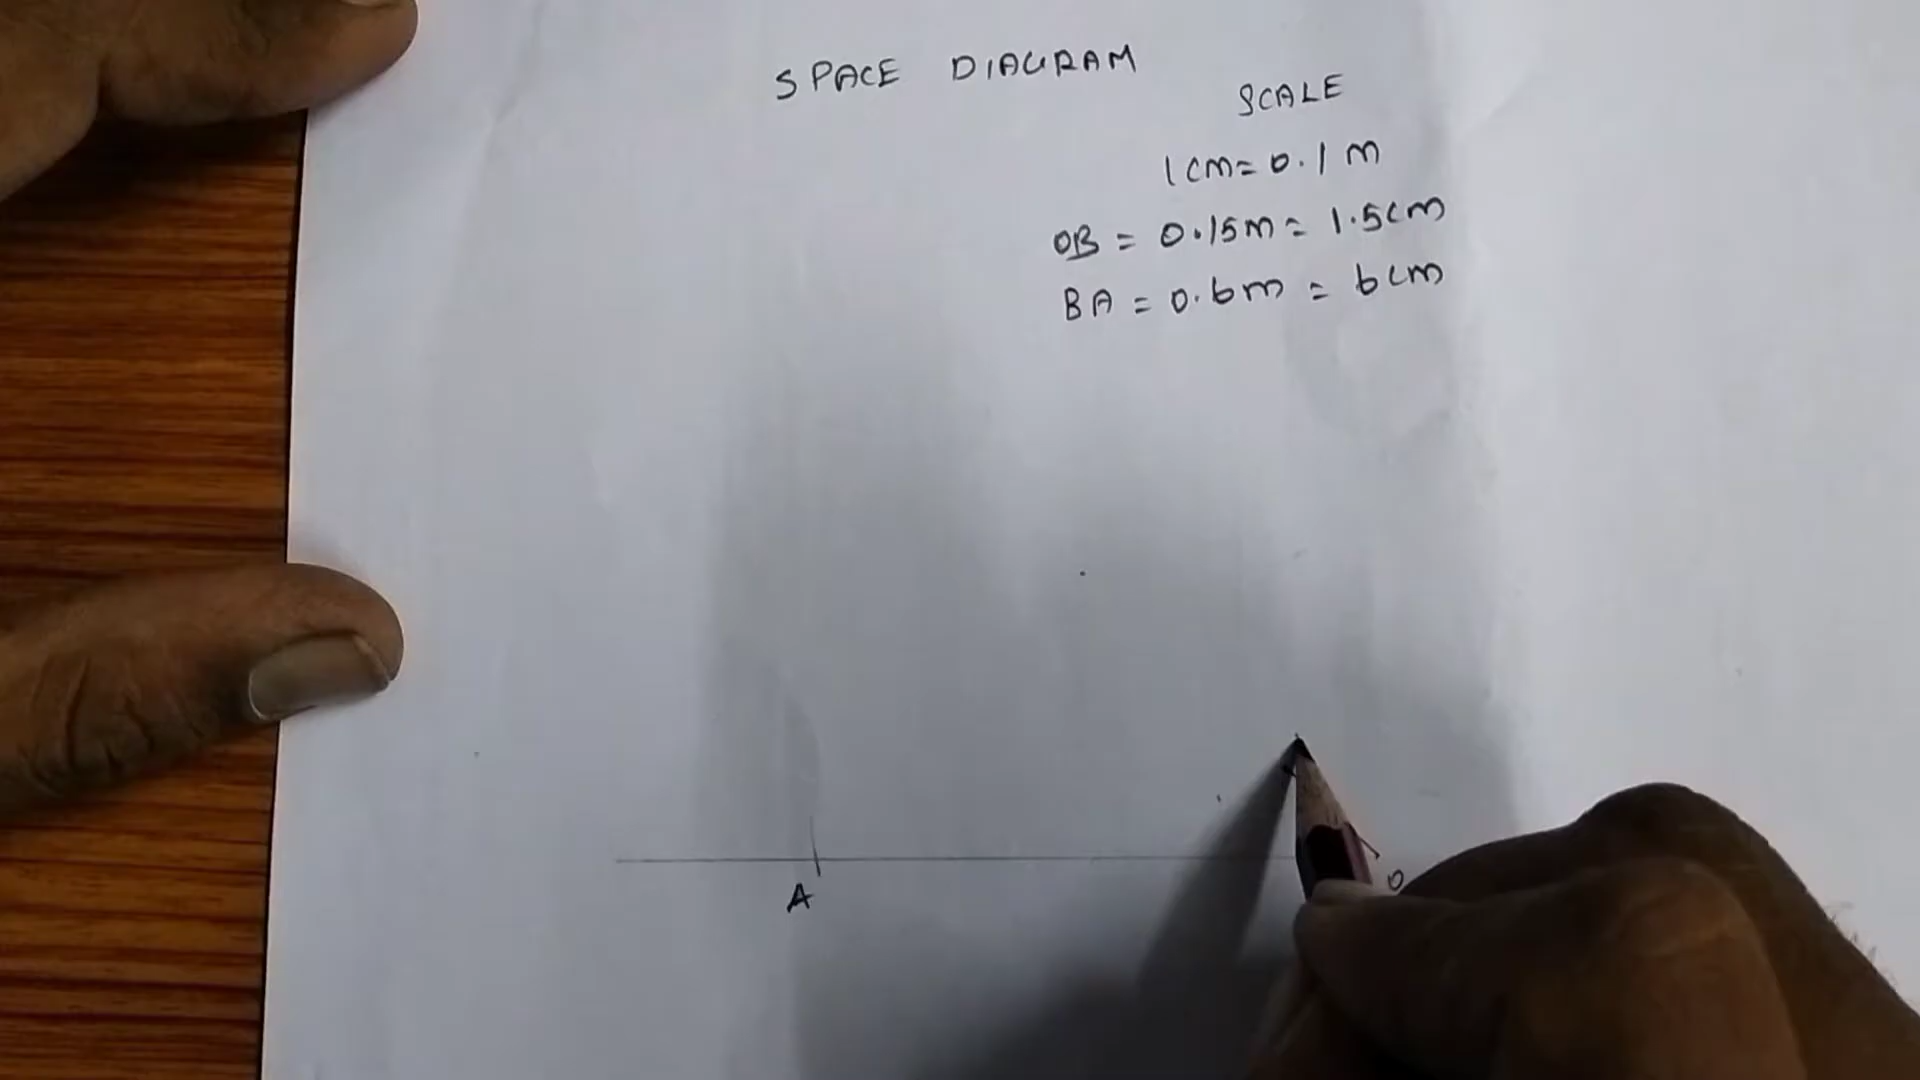 SPACE DIAGRAM
SCALE
1cm = 0.1 m
OB = 0.15m = 1.5cm
BA = 0.6m = 6cm
A
O